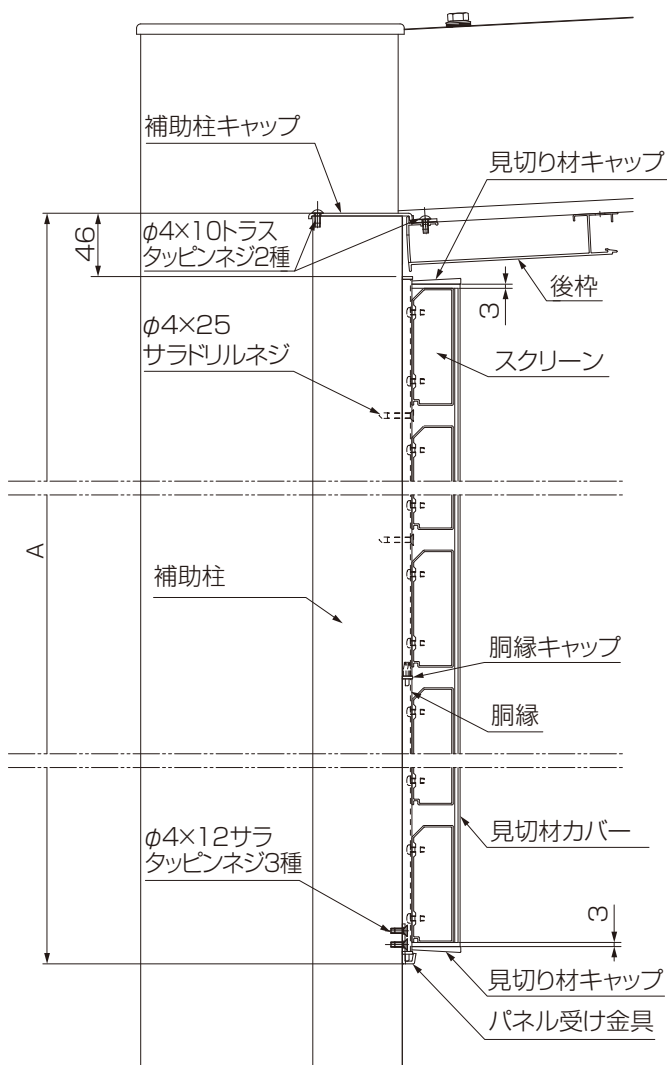 補助柱キャップ
見切り材キャップ
46
φ4×10トラス
タッピンネジ2種
後枠
3
φ4×25
サラドリルネジ
スクリーン
A
補助柱
胴縁キャップ
胴縁
φ4×12サラ
タッピンネジ3種
見切材カバー
3
見切り材キャップ
パネル受け金具